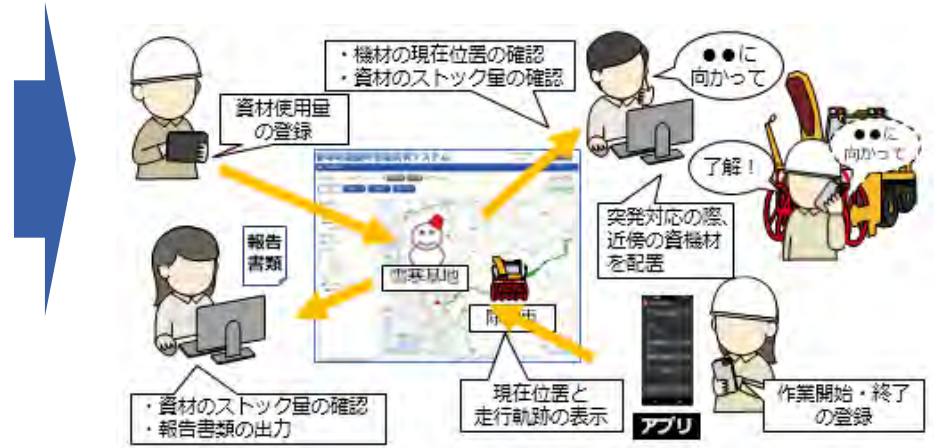 ・機材の現在位置の確認
・資材のストック量の確認
●●に
向かって
資材使用量
の登録
●●に
向かって
了解！
突発対応の際、
近傍の資機材
を配置
報告
書類
雪寒基地
現在位置と
走行軌跡の表示
アプリ
作業開始・終了
の登録
・資材のストック量の確認
・報告書類の出力